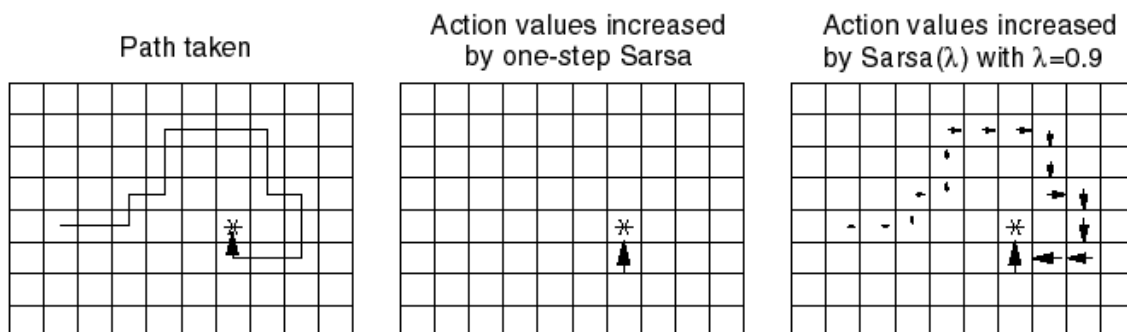 Path taken
Action values increased
by one-step Sarsa
Action values increased
by Sarsa(λ) with λ=0.9